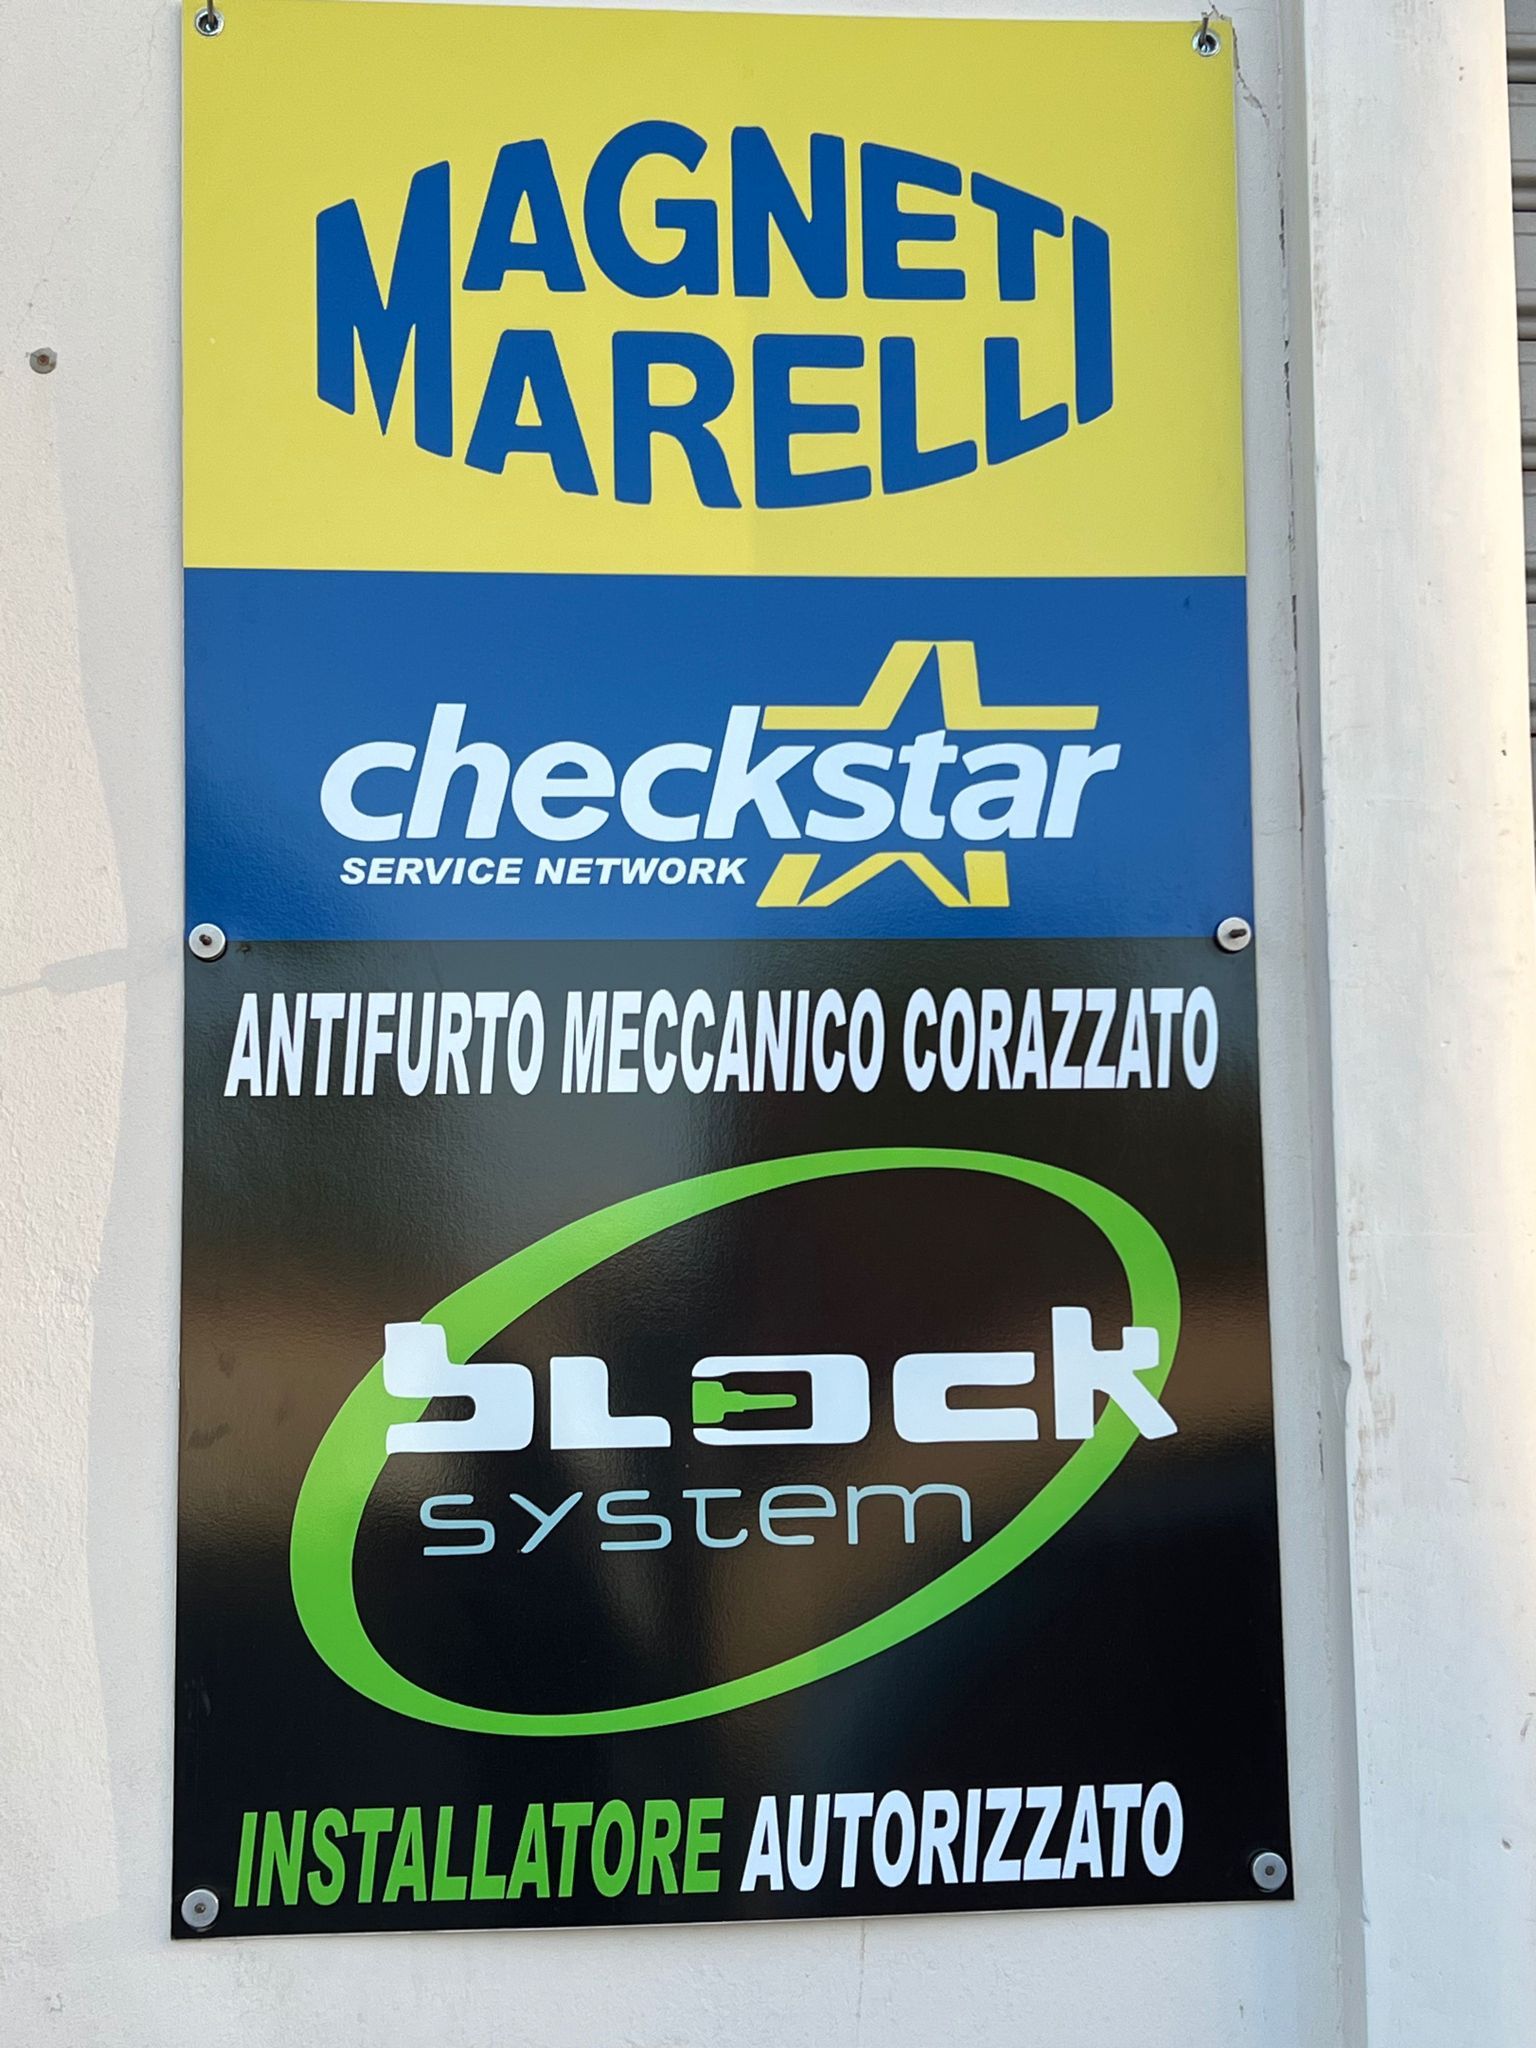 MAGNETI
MARELLI
checkstar
SERVICE NETWORK
ANTIFURTO MECCANICO CORAZZATO
BLOCK
SYSTEM
INSTALLATORE AUTORIZZATO